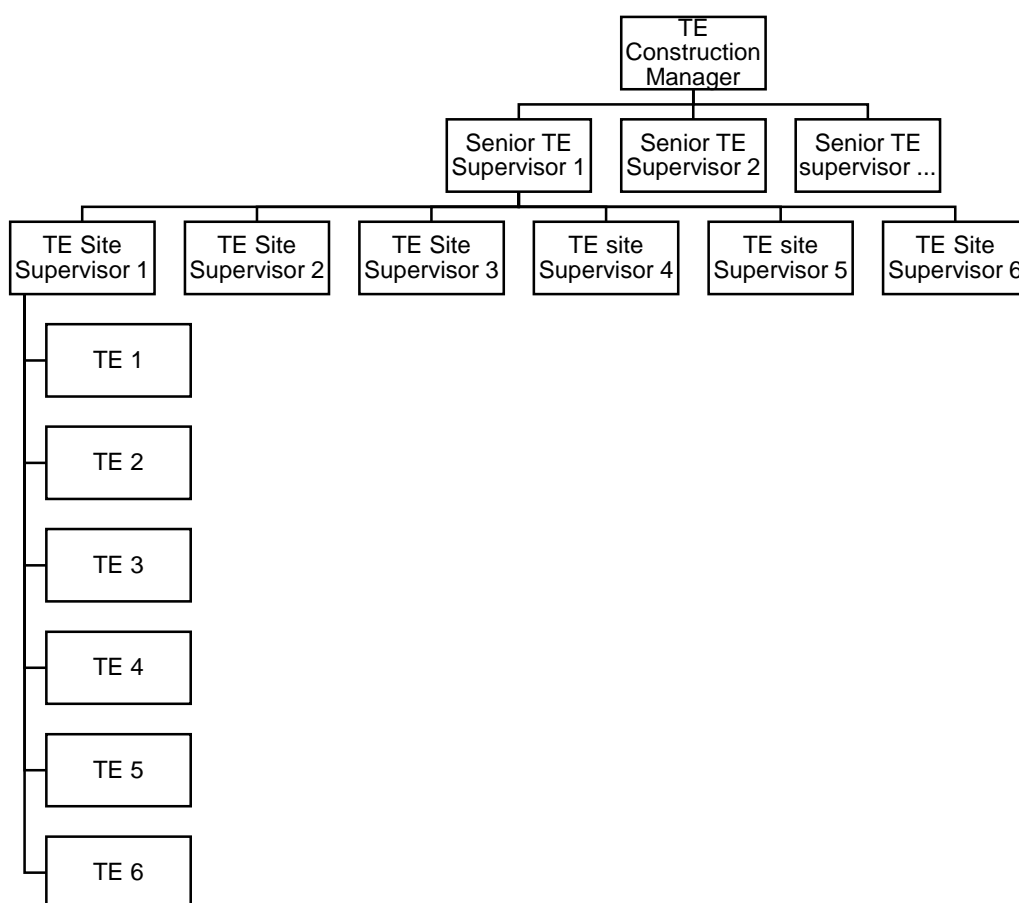 TE
Construction
Manager
Senior TE
Supervisor 1
Senior TE
Supervisor 2
Senior TE
supervisor ...
TE Site
Supervisor 1
TE Site
Supervisor 2
TE Site
Supervisor 3
TE site
Supervisor 4
TE site
Supervisor 5
TE Site
Supervisor 6
TE 1
TE 2
TE 3
TE 4
TE 5
TE 6